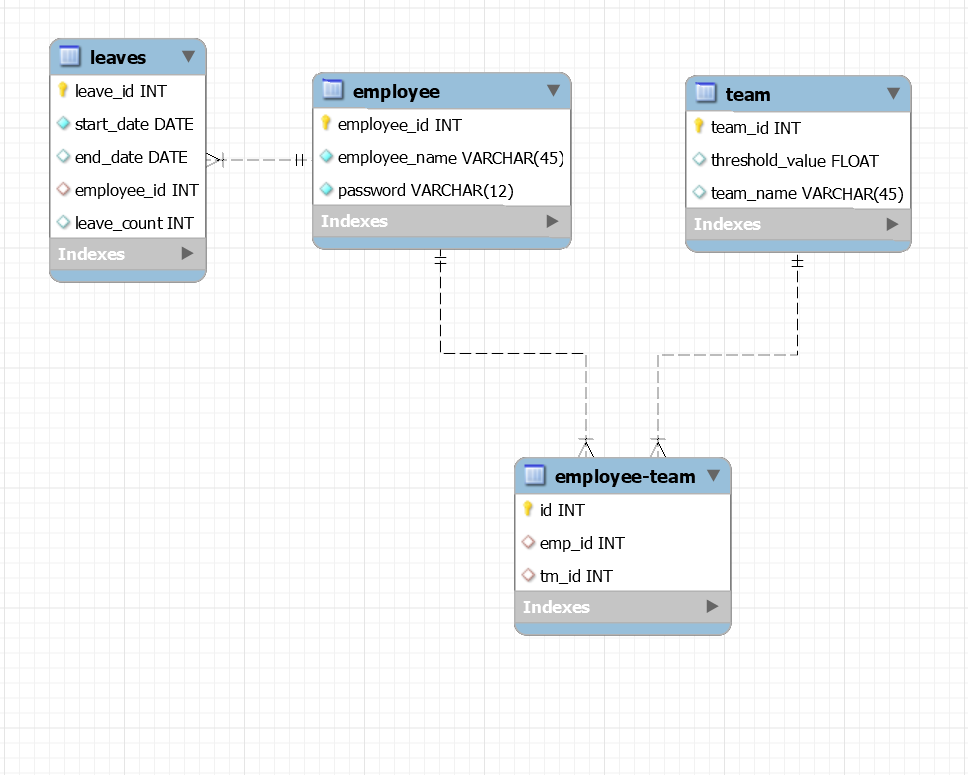 leaves
leave_id INT
start_date DATE
end_date DATE
employee_id INT
leave_count INT
Indexes
employee
employee_id INT
employee_name VARCHAR(45)
password VARCHAR(12)
Indexes
team
team_id INT
threshold_value FLOAT
team_name VARCHAR(45)
Indexes
employee-team
id INT
emp_id INT
tm_id INT
Indexes